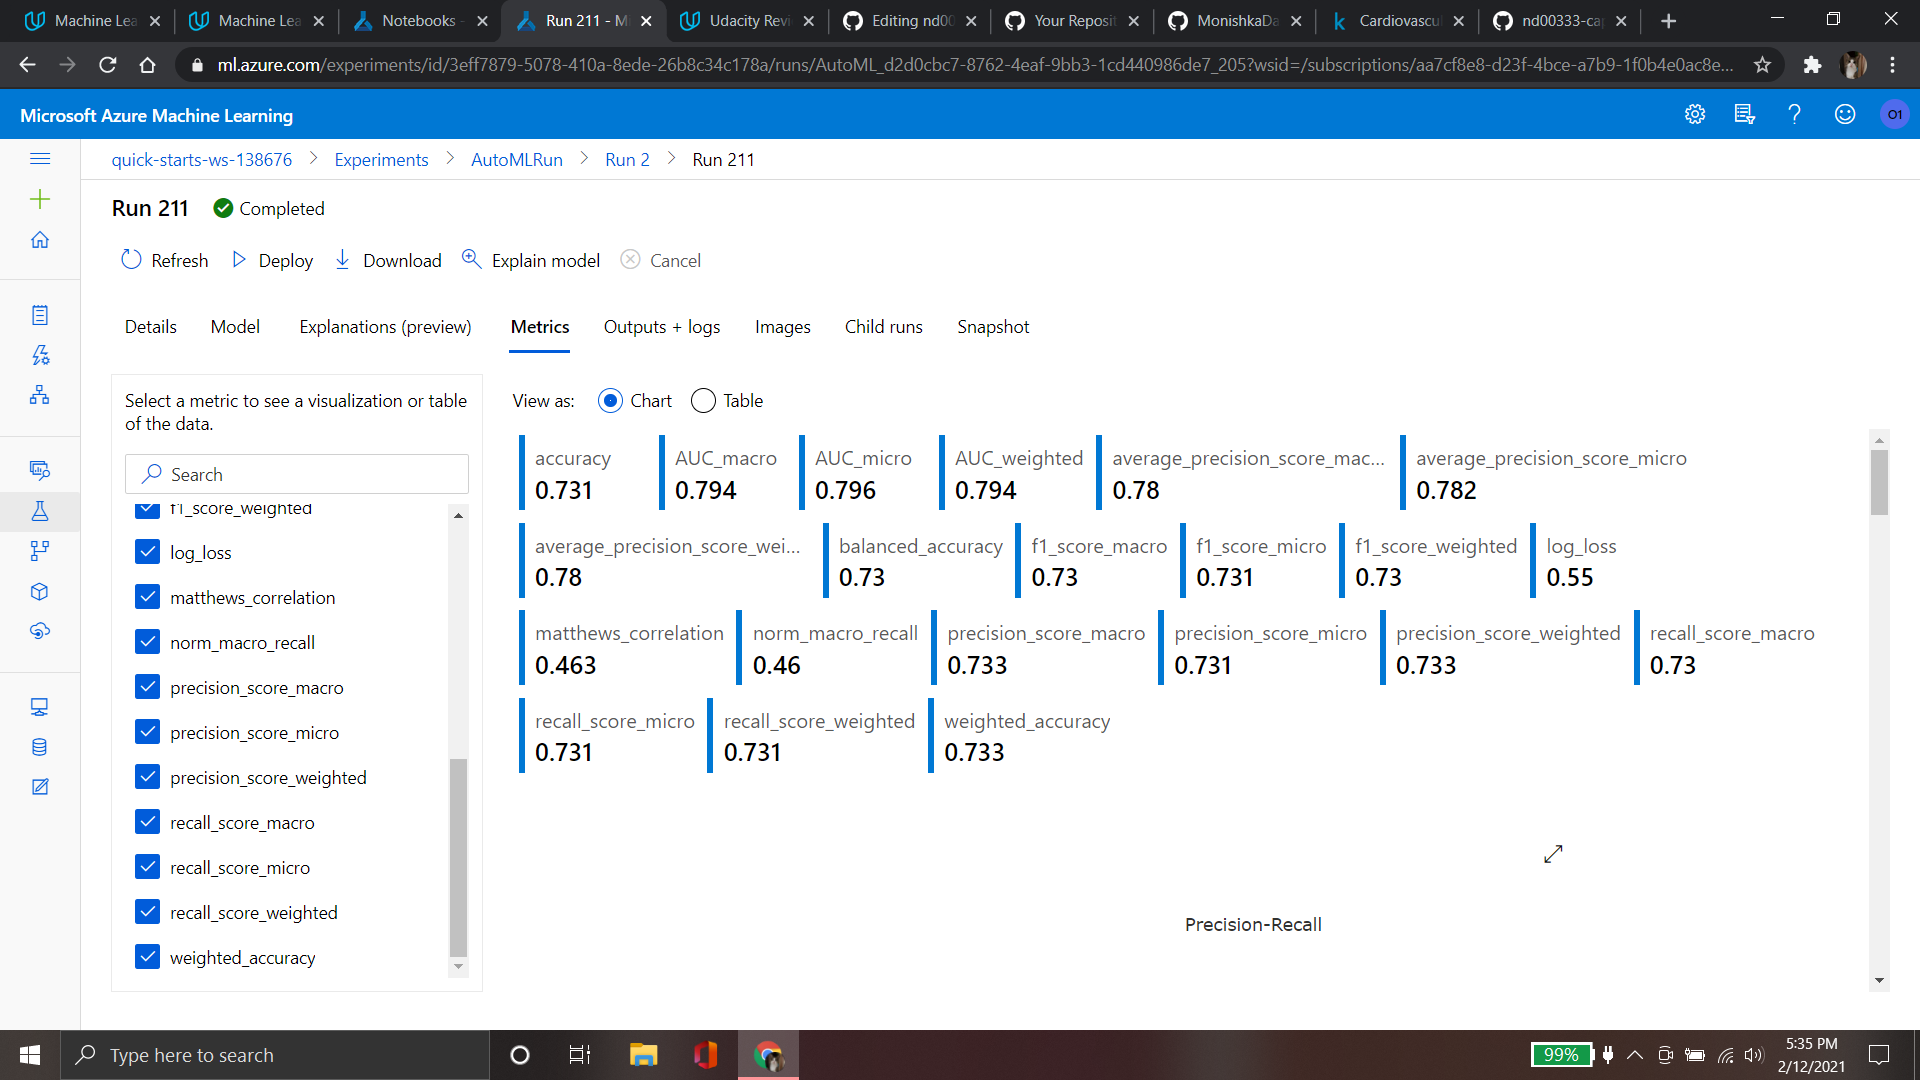 Machine Lea
Machine Lea
Notebooks -
Run 211 - M
Udacity Revi
Editing nd00
Your Reposit
MonishkaDa
Cardiovascul
nd00333-cap
ml.azure.com/experiments/id/3eff7879-5078-410a-8ede-26b8c34c178a/runs/AutoML_d2d0cbc7-8762-4eaf-9bb3-1cd440986de7_205?wsid=/subscriptions/aa7cf8e8-d23f-4bce-a7b9-1f0b4e0ac8e...
Microsoft Azure Machine Learning
O1
quick-starts-ws-138676 > Experiments > AutoMLRun > Run 2 > Run 211
Run 211 Completed
Refresh Deploy Download Explain model Cancel
Details Model Explanations (preview) Metrics Outputs + logs Images Child runs Snapshot
Select a metric to see a visualization or table
of the data.
Search
f1_score_weighted
log_loss
matthews_correlation
norm_macro_recall
precision_score_macro
precision_score_micro
precision_score_weighted
recall_score_macro
recall_score_micro
recall_score_weighted
weighted_accuracy
View as: Chart Table
accuracy AUC_macro AUC_micro AUC_weighted average_precision_score_mac... average_precision_score_micro
0.731 0.794 0.796 0.794 0.78 0.782
average_precision_score_wei... balanced_accuracy f1_score_macro f1_score_micro f1_score_weighted log_loss
0.78 0.73 0.73 0.731 0.73 0.55
matthews_correlation norm_macro_recall precision_score_macro precision_score_micro precision_score_weighted recall_score_macro
0.463 0.46 0.733 0.731 0.733 0.73
recall_score_micro recall_score_weighted weighted_accuracy
0.731 0.731 0.733
Precision-Recall
Type here to search
99%
5:35 PM
2/12/2021